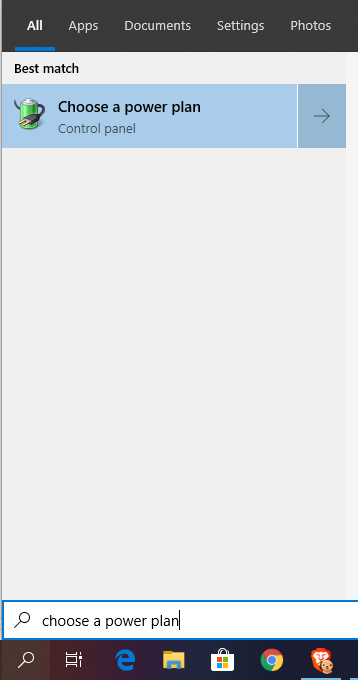 All Apps Documents Settings Photos
Best match
Choose a power plan
Control panel
choose a power plan